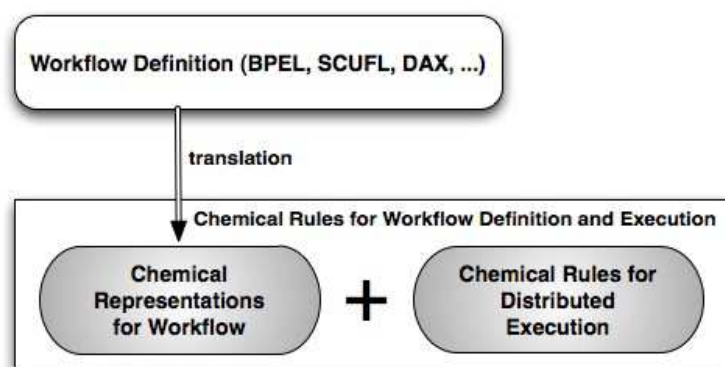 Workflow Definition (BPEL, SCUFL, DAX, ...)
translation
Chemical Rules for Workflow Definition and Execution
Chemical
Representations
for Workflow
+
Chemical Rules for
Distributed
Execution